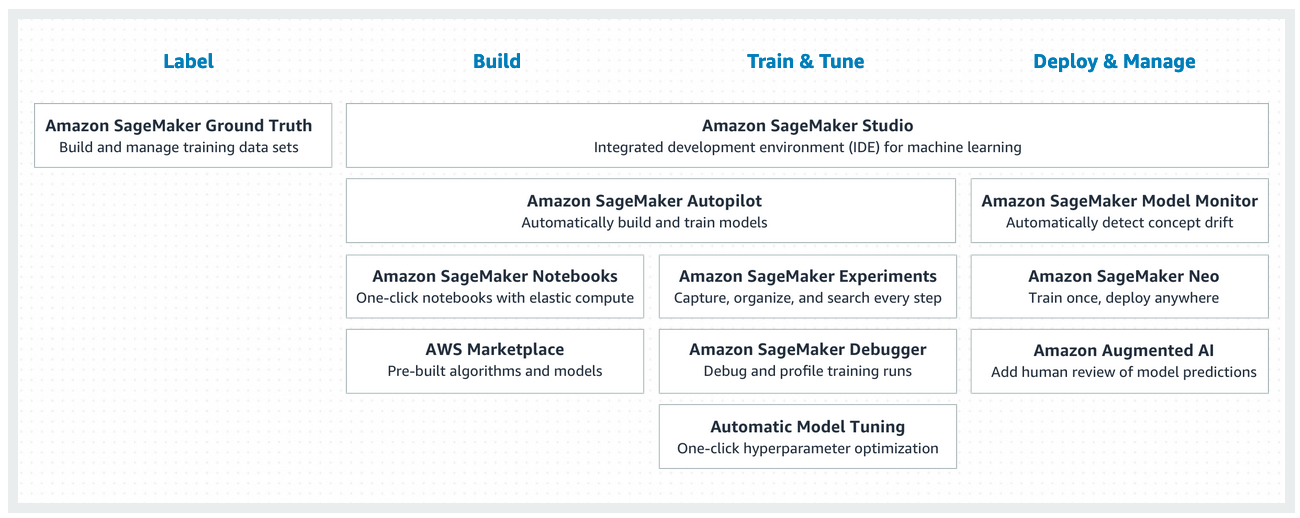 Label
Build
Train & Tune
Deploy & Manage
Amazon SageMaker Ground Truth
Build and manage training data sets
Amazon SageMaker Studio
Integrated development environment (IDE) for machine learning
Amazon SageMaker Autopilot
Automatically build and train models
Amazon SageMaker Model Monitor
Automatically detect concept drift
Amazon SageMaker Notebooks
One-click notebooks with elastic compute
Amazon SageMaker Experiments
Capture, organize, and search every step
Amazon SageMaker Neo
Train once, deploy anywhere
AWS Marketplace
Pre-built algorithms and models
Amazon SageMaker Debugger
Debug and profile training runs
Amazon Augmented AI
Add human review of model predictions
Automatic Model Tuning
One-click hyperparameter optimization